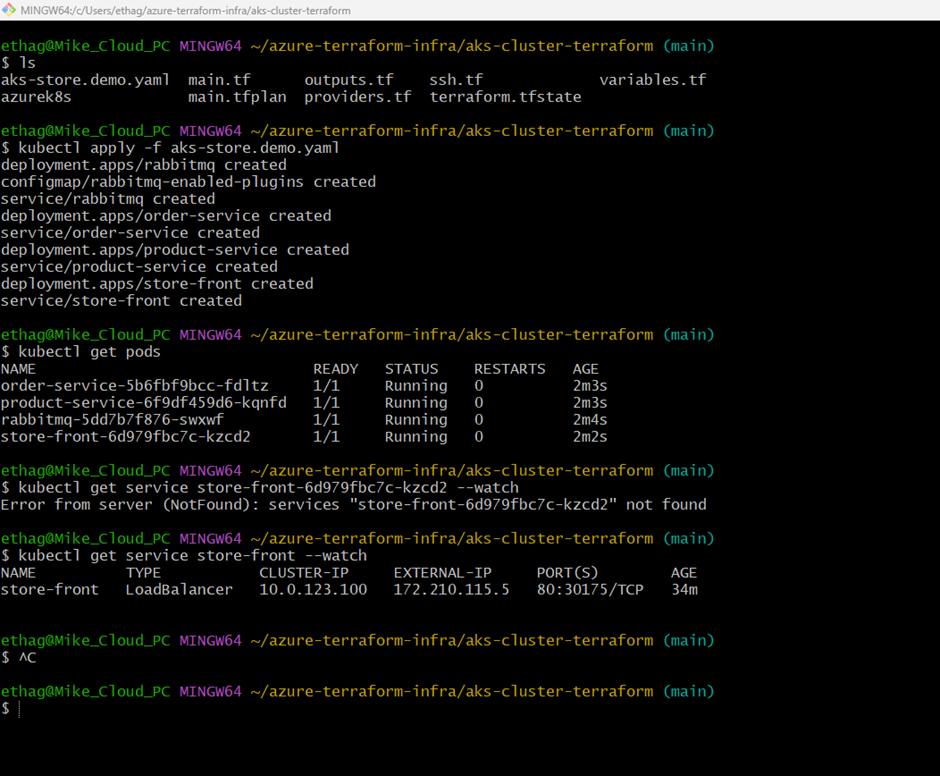 MINGW64:/c/Users/ethag/azure-terraform-infra/aks-cluster-terraform
ethag@Mike_Cloud_PC MINGW64 ~/azure-terraform-infra/aks-cluster-terraform (main)
$ ls
aks-store.demo.yaml  main.tf      outputs.tf    ssh.tf             variables.tf
azurek8s             main.tfplan  providers.tf  terraform.tfstate
ethag@Mike_Cloud_PC MINGW64 ~/azure-terraform-infra/aks-cluster-terraform (main)
$ kubectl apply -f aks-store.demo.yaml
deployment.apps/rabbitmq created
configmap/rabbitmq-enabled-plugins created
service/rabbitmq created
deployment.apps/order-service created
service/order-service created
deployment.apps/product-service created
service/product-service created
deployment.apps/store-front created
service/store-front created
ethag@Mike_Cloud_PC MINGW64 ~/azure-terraform-infra/aks-cluster-terraform (main)
$ kubectl get pods
NAME                               READY   STATUS    RESTARTS   AGE
order-service-5b6fbf9bcc-fdltz     1/1     Running   0          2m3s
product-service-6f9df459d6-kqnfd   1/1     Running   0          2m3s
rabbitmq-5dd7b7f876-swxwf          1/1     Running   0          2m4s
store-front-6d979fbc7c-kzcd2       1/1     Running   0          2m2s
ethag@Mike_Cloud_PC MINGW64 ~/azure-terraform-infra/aks-cluster-terraform (main)
$ kubectl get service store-front-6d979fbc7c-kzcd2 --watch
Error from server (NotFound): services "store-front-6d979fbc7c-kzcd2" not found
ethag@Mike_Cloud_PC MINGW64 ~/azure-terraform-infra/aks-cluster-terraform (main)
$ kubectl get service store-front --watch
NAME          TYPE           CLUSTER-IP     EXTERNAL-IP     PORT(S)        AGE
store-front   LoadBalancer   10.0.123.100   172.210.115.5   80:30175/TCP   34m
ethag@Mike_Cloud_PC MINGW64 ~/azure-terraform-infra/aks-cluster-terraform (main)
$ ^C
ethag@Mike_Cloud_PC MINGW64 ~/azure-terraform-infra/aks-cluster-terraform (main)
$